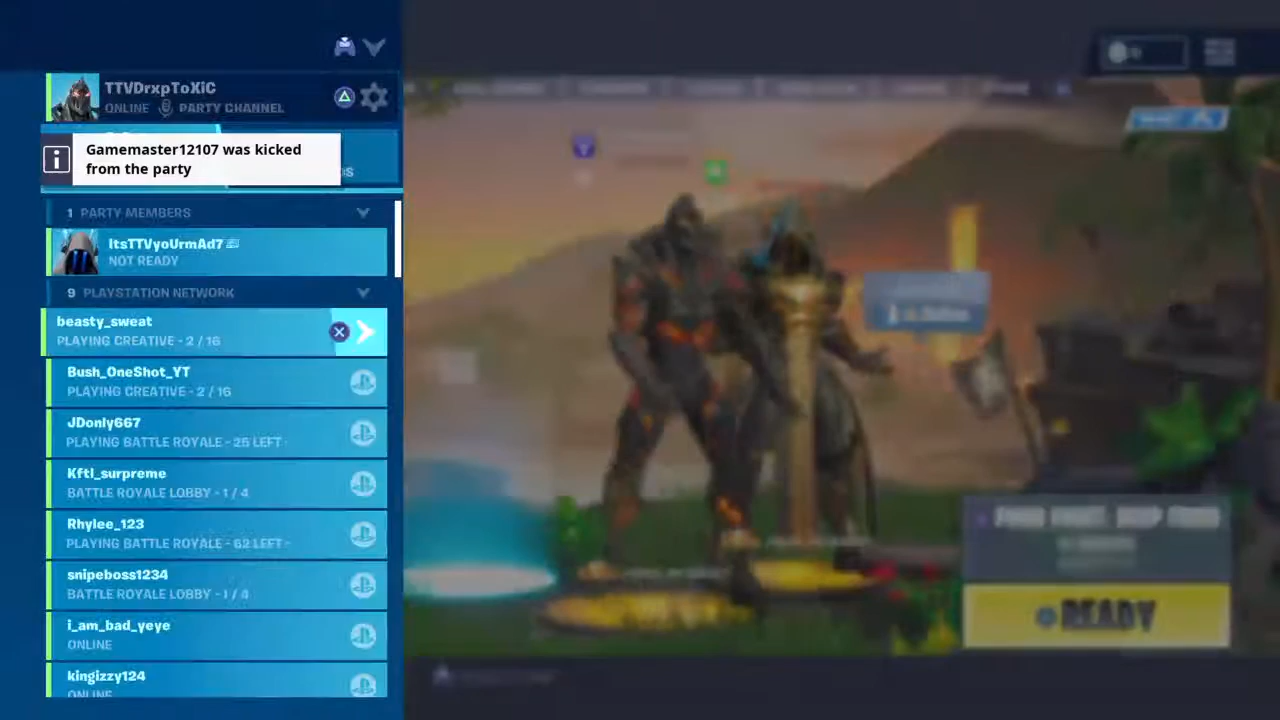 TTVDrxpToXiC
ONLINE PARTY CHANNEL
Gamemaster12107 was kicked
from the party
1 PARTY MEMBERS
ItsTTVyoUrmAd7
NOT READY
9 PLAYSTATION NETWORK
beasty_sweat
PLAYING CREATIVE - 2 / 16
Bush_OneShot_YT
PLAYING CREATIVE - 2 / 16
JDonly667
PLAYING BATTLE ROYALE - 25 LEFT -
Kftl_surpreme
BATTLE ROYALE LOBBY - 1 / 4
Rhylee_123
PLAYING BATTLE ROYALE - 62 LEFT -
snipeboss1234
BATTLE ROYALE LOBBY - 1 / 4
i_am_bad_yeye
ONLINE
kingizzy124
ONLINE
READY